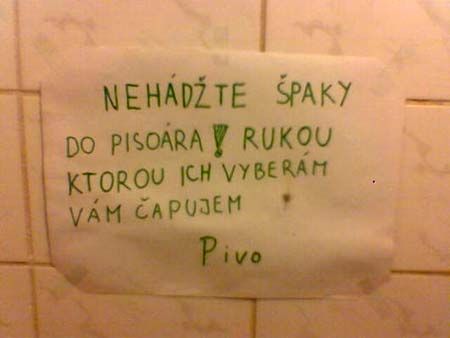 NEHÁDŽTE ŠPAKY
DO PISOÁRA! RUKOU
KTOROU ICH VYBERÁM
VÁM ČAPUJEM
Pivo